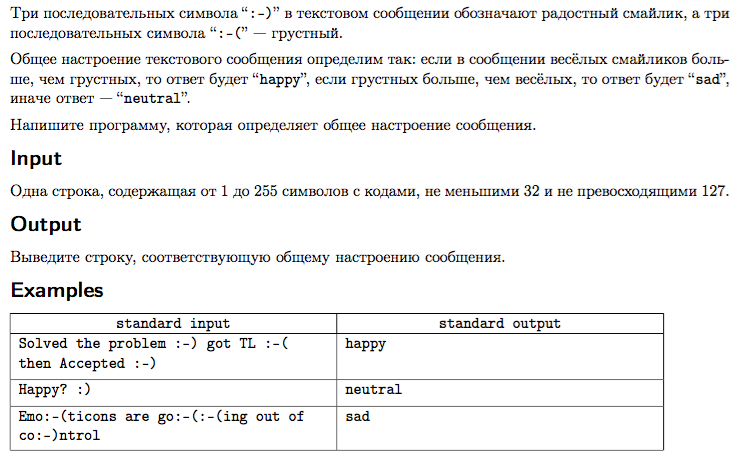 Три последовательных символа “:-)” в текстовом сообщении обозначают радостный смайлик, а три
последовательных символа “:-(” — грустный.
Общее настроение текстового сообщения определим так: если в сообщении весёлых смайликов боль-
ше, чем грустных, то ответ будет “happy”, если грустных больше, чем весёлых, то ответ будет “sad”,
иначе ответ — “neutral”.
Напишите программу, которая определяет общее настроение сообщения.
Input
Одна строка, содержащая от 1 до 255 символов с кодами, не меньшими 32 и не превосходящими 127.
Output
Выведите строку, соответствующую общему настроению сообщения.
Examples
standard input standard output
Solved the problem :-) got TL :-( happy
then Accepted :-)
Happy? :) neutral
Emo:-(ticons are go:-(:-(ing out of sad
co:-)ntrol